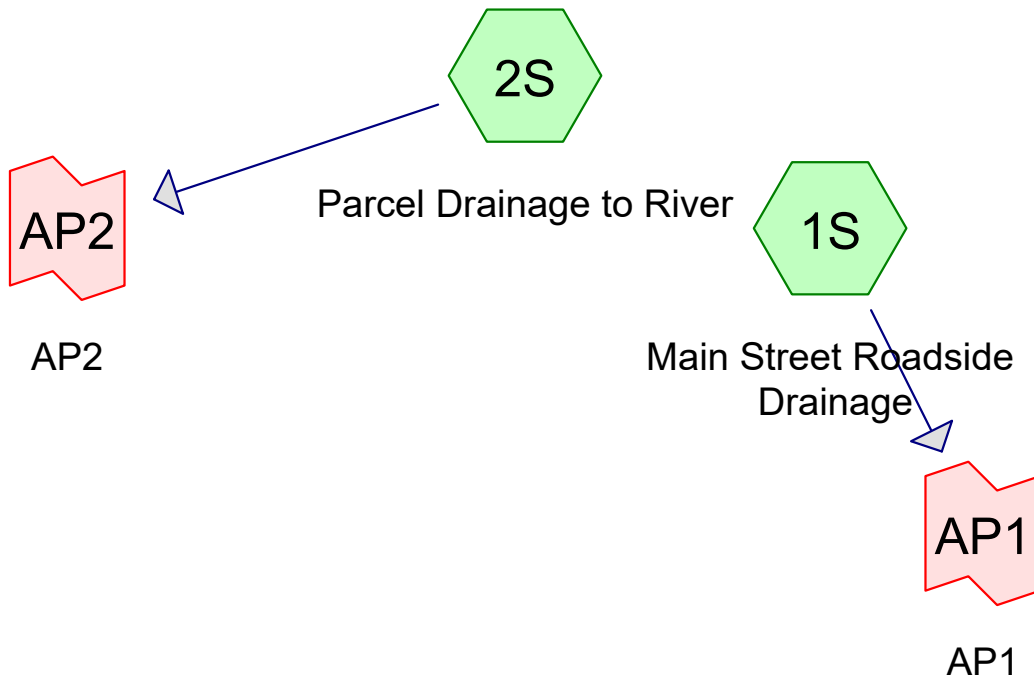 2S
Parcel Drainage to River
AP2
AP2
1S
Main Street Roadside
Drainage
AP1
AP1